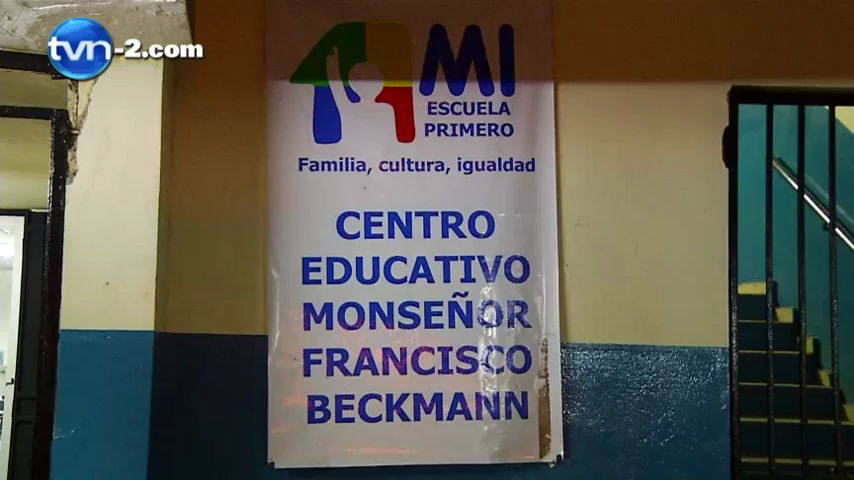 tvn-2.com
MI
ESCUELA
PRIMERO
Familia, cultura, igualdad
CENTRO
EDUCATIVO
MONSEÑOR
FRANCISCO
BECKMANN